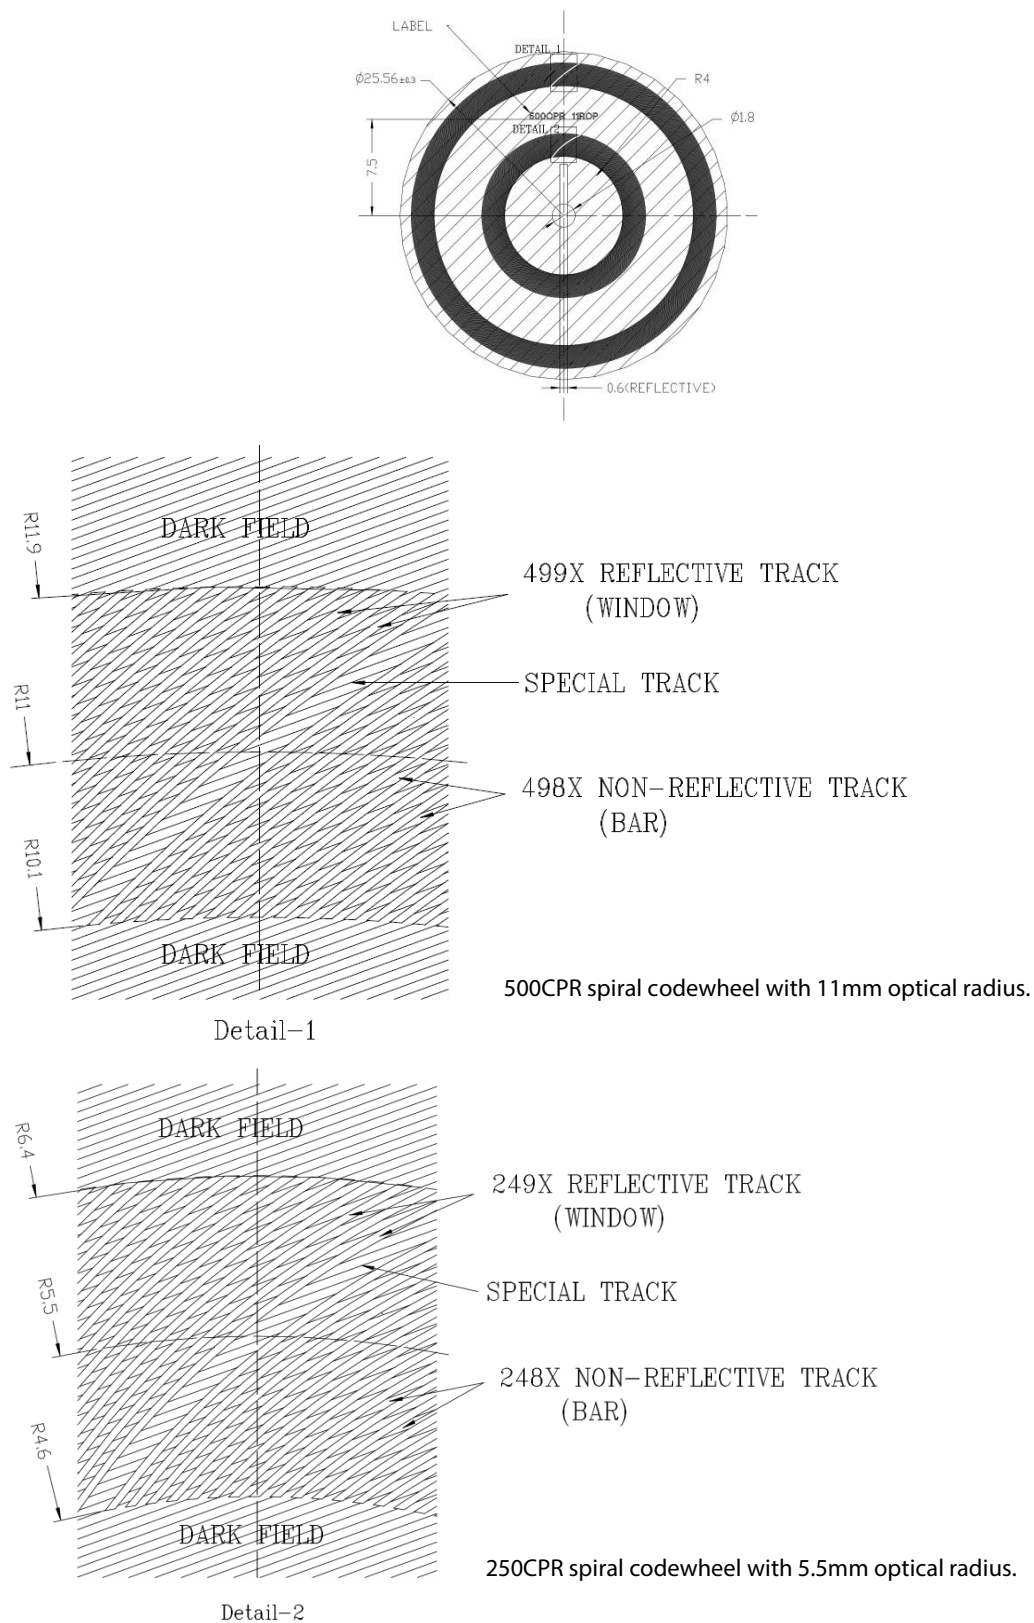 LABEL
DETAIL 1
Ø25.56±0.3
R4
500CPR 11ROP
Ø1.8
DETAIL 2
7.5
0.6(REFLECTIVE)
DARK FIELD
R11.9
499X REFLECTIVE TRACK
(WINDOW)
SPECIAL TRACK
R11
498X NON-REFLECTIVE TRACK
(BAR)
R10.1
DARK FIELD
500CPR spiral codewheel with 11mm optical radius.
Detail-1
DARK FIELD
R6.4
249X REFLECTIVE TRACK
(WINDOW)
SPECIAL TRACK
R5.5
248X NON-REFLECTIVE TRACK
(BAR)
R4.6
DARK FIELD
250CPR spiral codewheel with 5.5mm optical radius.
Detail-2